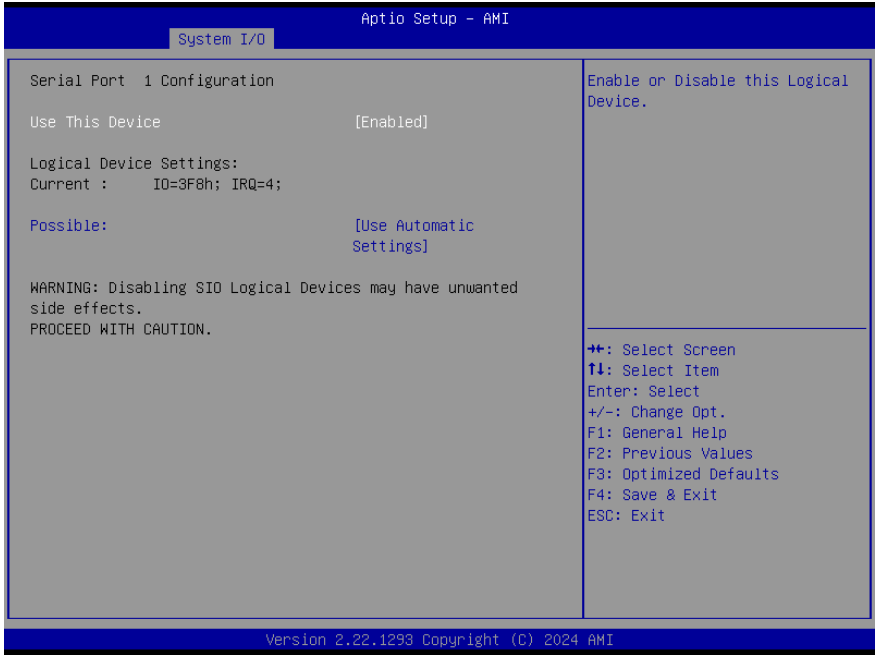 Aptio Setup – AMI
System I/O
Serial Port 1 Configuration
Use This Device [Enabled]
Logical Device Settings:
Current : IO=3F8h; IRQ=4;
Possible: [Use Automatic
Settings]
WARNING: Disabling SIO Logical Devices may have unwanted
side effects.
PROCEED WITH CAUTION.
Enable or Disable this Logical
Device.
→←: Select Screen
↑↓: Select Item
Enter: Select
+/-: Change Opt.
F1: General Help
F2: Previous Values
F3: Optimized Defaults
F4: Save & Exit
ESC: Exit
Version 2.22.1293 Copyright (C) 2024 AMI